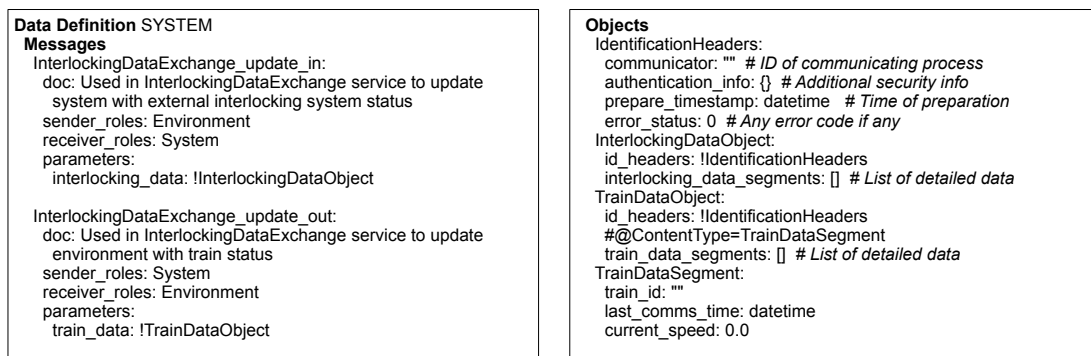 Data Definition SYSTEM
Messages
InterlockingDataExchange_update_in:
doc: Used in InterlockingDataExchange service to update
system with external interlocking system status
sender_roles: Environment
receiver_roles: System
parameters:
interlocking_data: !InterlockingDataObject
InterlockingDataExchange_update_out:
doc: Used in InterlockingDataExchange service to update
environment with train status
sender_roles: System
receiver_roles: Environment
parameters:
train_data: !TrainDataObject
Objects
IdentificationHeaders:
communicator: "" # ID of communicating process
authentication_info: {} # Additional security info
prepare_timestamp: datetime # Time of preparation
error_status: 0 # Any error code if any
InterlockingDataObject:
id_headers: !IdentificationHeaders
interlocking_data_segments: [] # List of detailed data
TrainDataObject:
id_headers: !IdentificationHeaders
#@ContentType=TrainDataSegment
train_data_segments: [] # List of detailed data
TrainDataSegment:
train_id: ""
last_comms_time: datetime
current_speed: 0.0